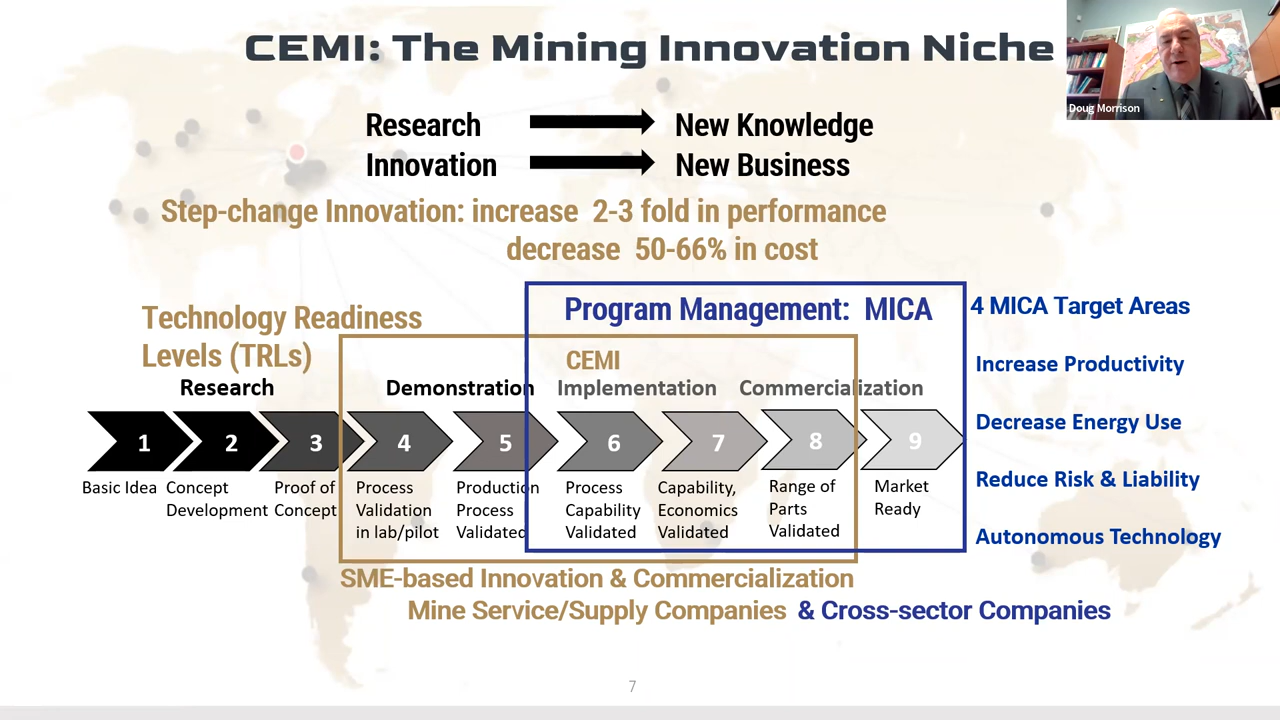 CEMI: The Mining Innovation Niche
Doug Morrison
Research New Knowledge
Innovation New Business
Step-change Innovation: increase 2-3 fold in performance
decrease 50-66% in cost
Technology Readiness
Levels (TRLs)
Program Management: MICA
CEMI
Research Demonstration Implementation Commercialization
1 2 3 4 5 6 7 8 9
Basic Idea
Concept
Development
Proof of
Concept
Process
Validation
in lab/pilot
Production
Process
Validated
Process
Capability
Validated
Capability,
Economics
Validated
Range of
Parts
Validated
Market
Ready
4 MICA Target Areas
Increase Productivity
Decrease Energy Use
Reduce Risk & Liability
Autonomous Technology
SME-based Innovation & Commercialization
Mine Service/Supply Companies & Cross-sector Companies
7